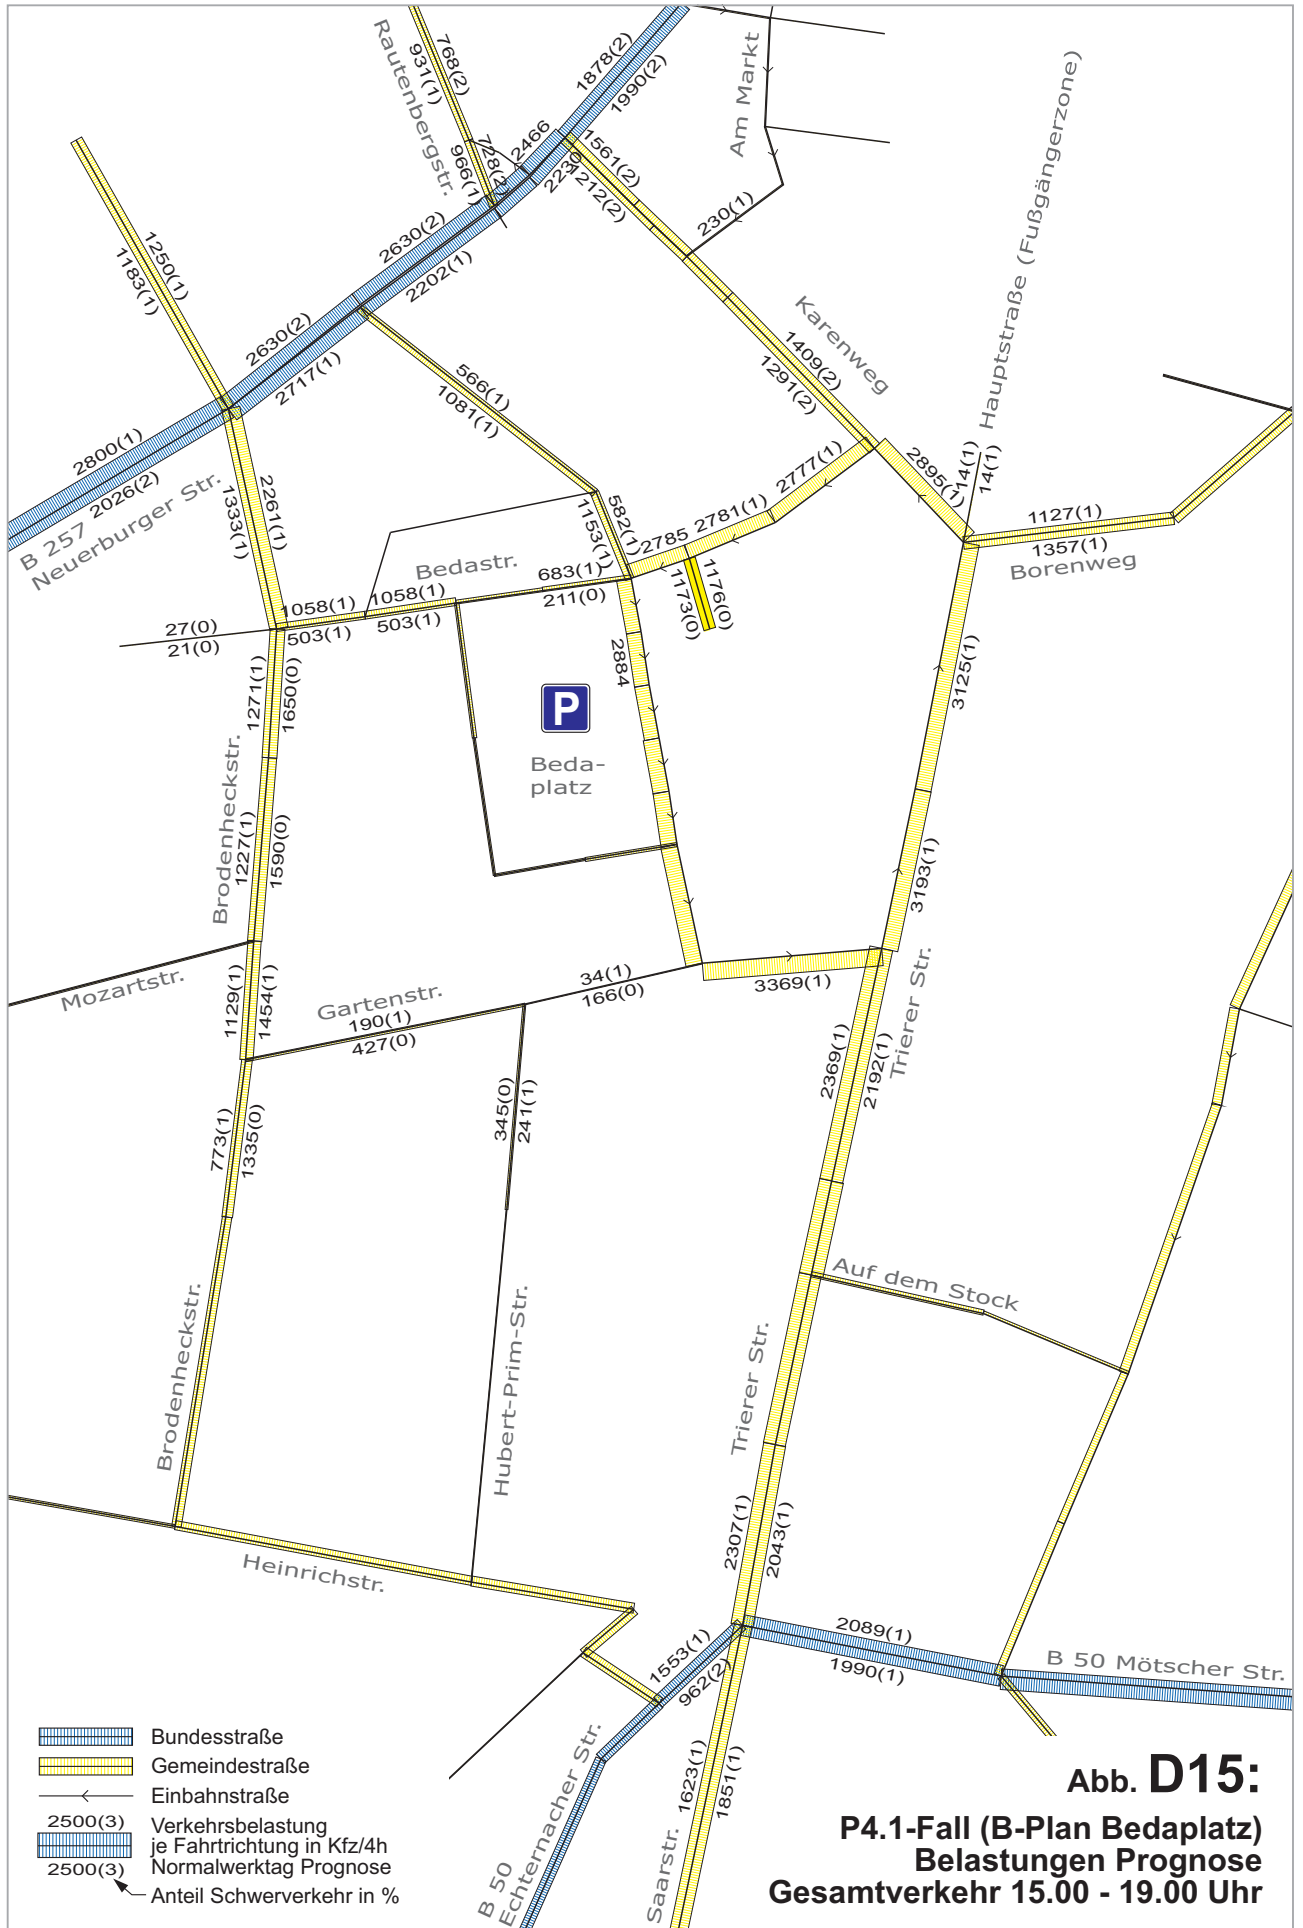 Rautenbergstr.
768(2)
931(1)
728(2)
966(1)
2466
1878(2)
1990(2)
1561(2)
1212(2)
Am Markt
230(1)
Hauptstraße (Fußgängerzone)
1250(1)
1183(1)
2630(2)
2202(1)
2630(2)
2717(1)
Karenweg
1409(2)
1291(2)
566(1)
1081(1)
2800(1)
2026(2)
B 257
Neuerburger Str.
2261(1)
1333(1)
582(1)
1153(1)
2777(1)
2781(1)
2785
2895(1)
14(1)
14(1)
1127(1)
1357(1)
Borenweg
Bedastr.
683(1)
211(0)
1176(0)
1173(0)
1058(1)
1058(1)
503(1)
503(1)
27(0)
21(0)
2884
1271(1)
1650(0)
3125(1)
P
Beda-
platz
Brodenheckstr.
1227(1)
1590(0)
3193(1)
Mozartstr.
1129(1)
1454(1)
Gartenstr.
190(1)
427(0)
34(1)
166(0)
3369(1)
Trierer Str.
2369(1)
2192(1)
773(1)
1335(0)
345(0)
241(1)
Auf dem Stock
Brodenheckstr.
Hubert-Prim-Str.
Trierer Str.
2307(1)
2043(1)
Heinrichstr.
1553(1)
962(2)
2089(1)
1990(1)
B 50 Mötscher Str.
B 50
Echternacher Str.
Saarstr.
1623(1)
1851(1)
Bundesstraße
Gemeindestraße
Einbahnstraße
2500(3)
Verkehrsbelastung
je Fahrtrichtung in Kfz/4h
Normalwerktag Prognose
2500(3)
Anteil Schwerverkehr in %
Abb. D15:
P4.1-Fall (B-Plan Bedaplatz)
Belastungen Prognose
Gesamtverkehr 15.00 - 19.00 Uhr